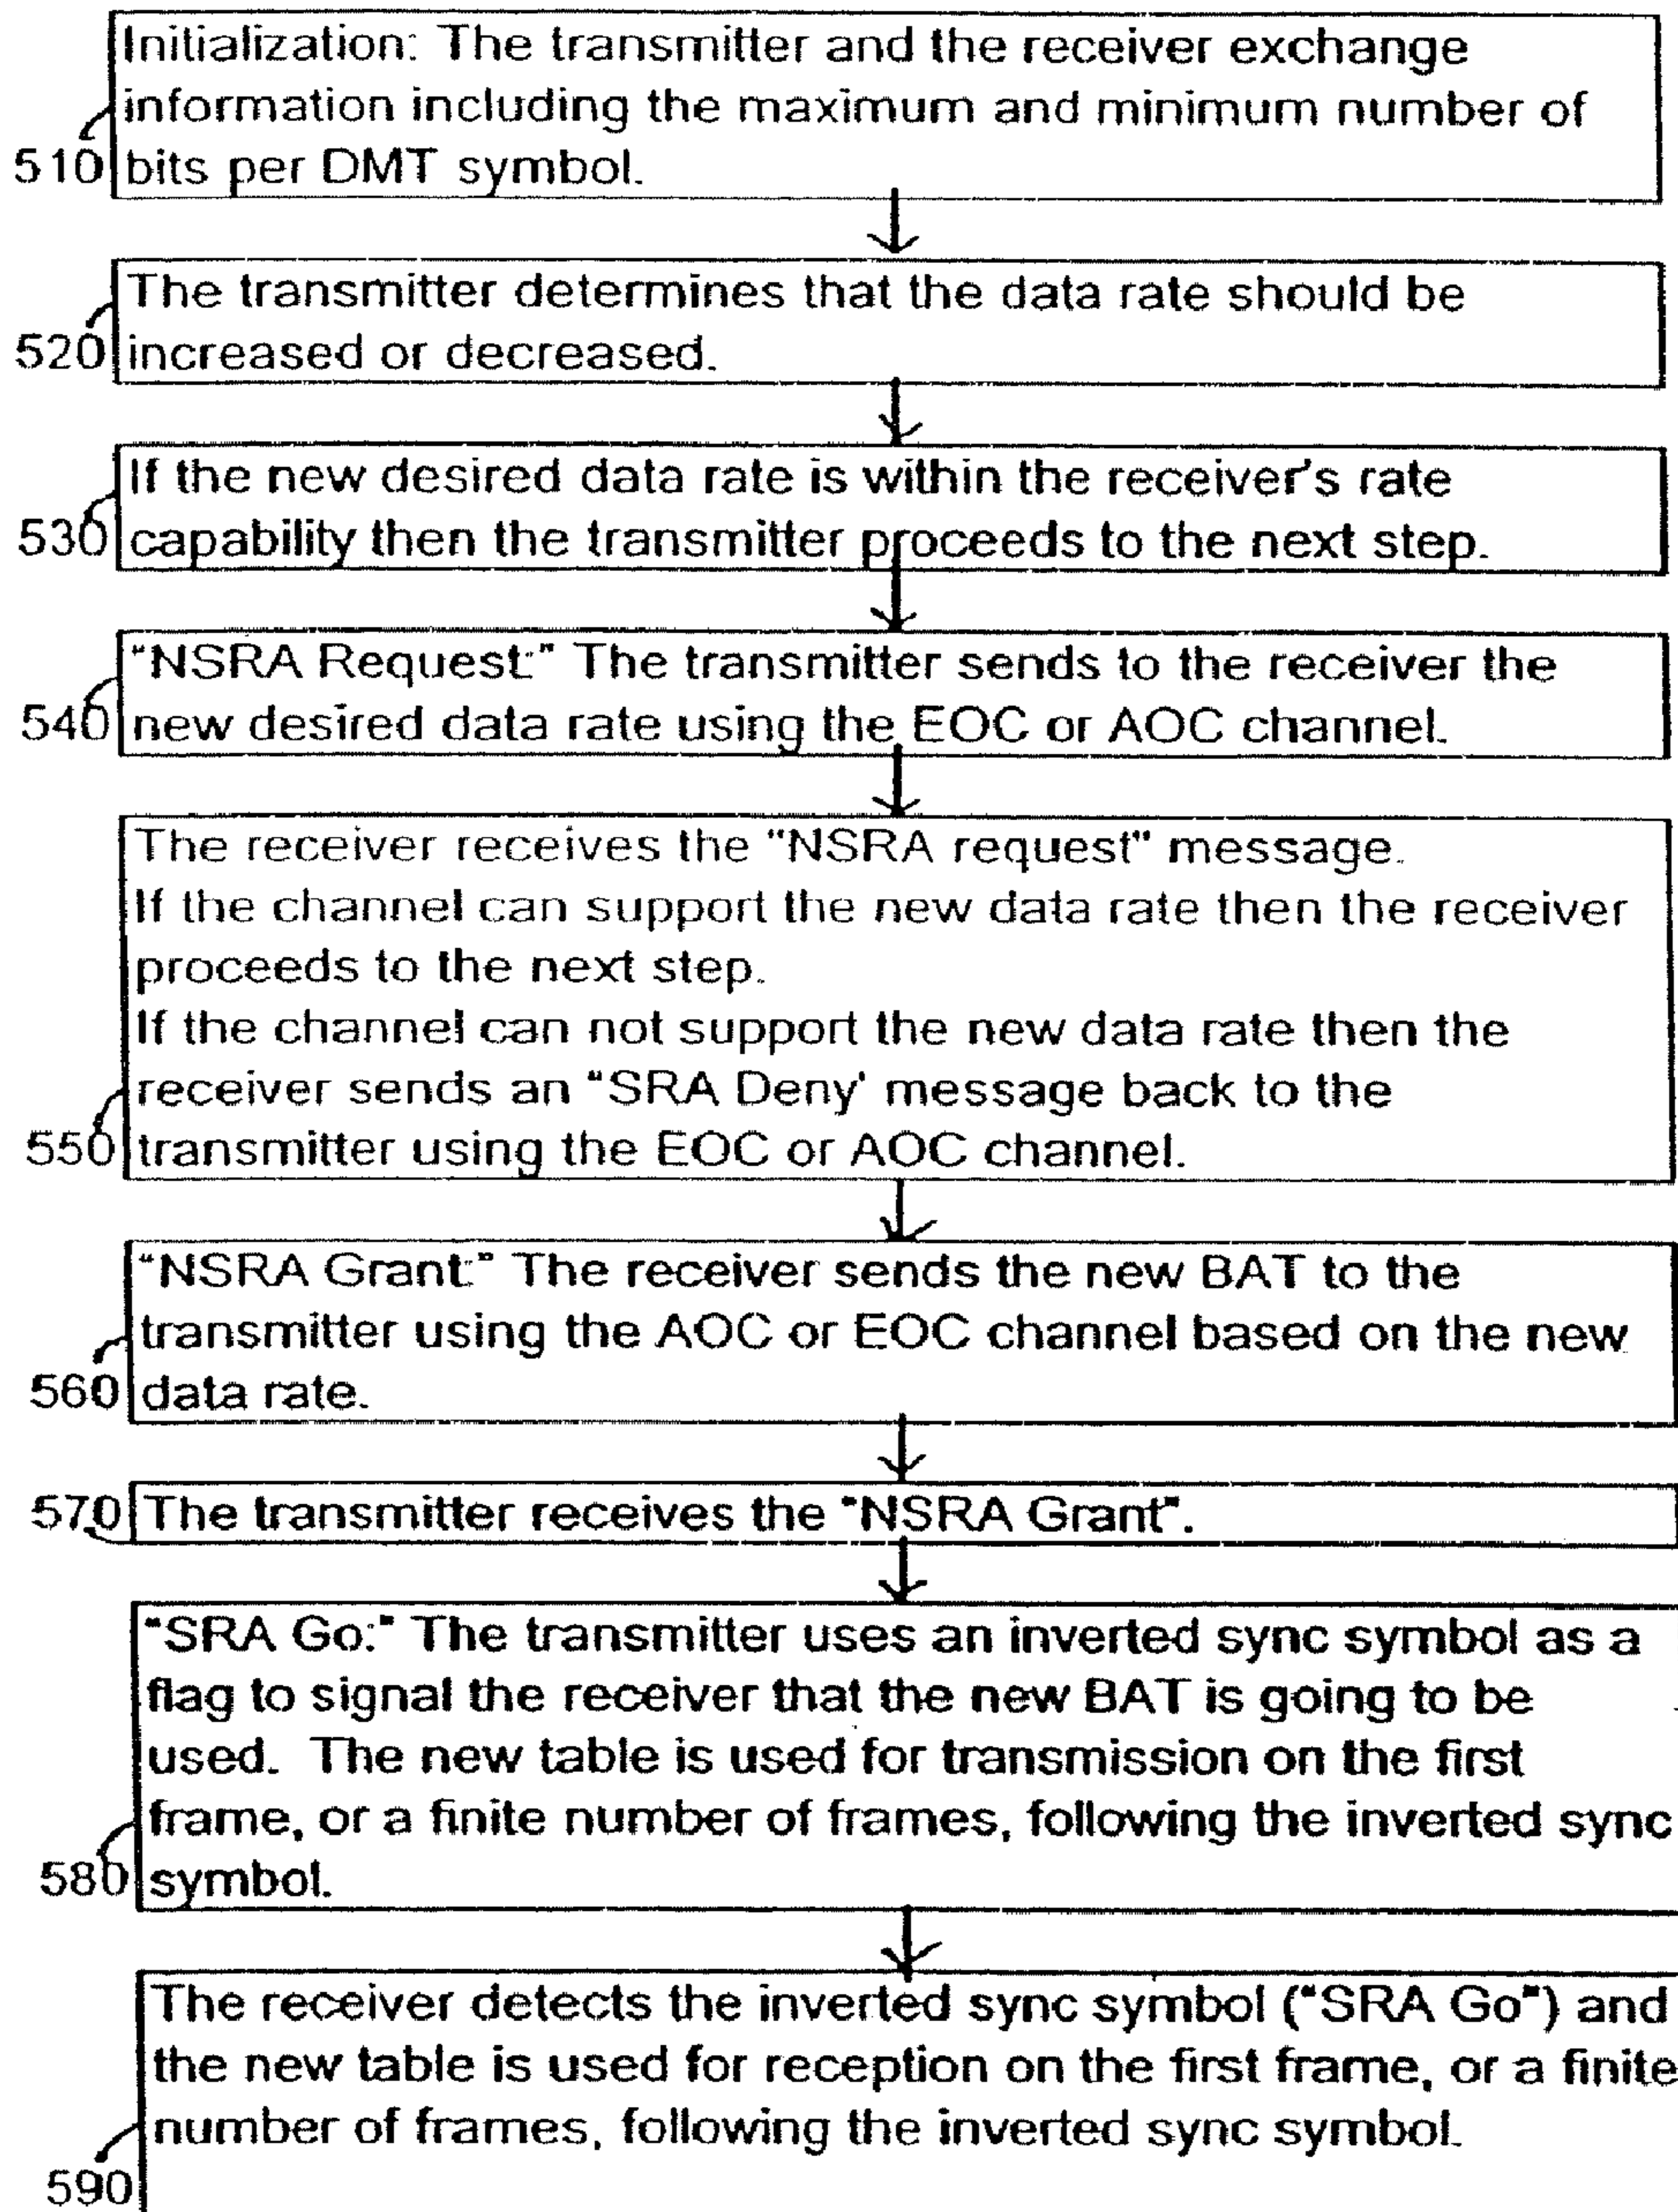 Initialization: The transmitter and the receiver exchange
information including the maximum and minimum number of
510 bits per DMT symbol.
The transmitter determines that the data rate should be
520 increased or decreased.
If the new desired data rate is within the receiver's rate
530 capability then the transmitter proceeds to the next step.
"NSRA Request:" The transmitter sends to the receiver the
540 new desired data rate using the EOC or AOC channel.
The receiver receives the "NSRA request" message.
If the channel can support the new data rate then the receiver
proceeds to the next step.
If the channel can not support the new data rate then the
receiver sends an "SRA Deny' message back to the
550 transmitter using the EOC or AOC channel.
"NSRA Grant:" The receiver sends the new BAT to the
transmitter using the AOC or EOC channel based on the new
560 data rate.
570 The transmitter receives the "NSRA Grant".
"SRA Go:" The transmitter uses an inverted sync symbol as a
flag to signal the receiver that the new BAT is going to be
used. The new table is used for transmission on the first
frame, or a finite number of frames, following the inverted sync
580 symbol.
The receiver detects the inverted sync symbol ("SRA Go") and
the new table is used for reception on the first frame, or a finite
number of frames, following the inverted sync symbol.
590